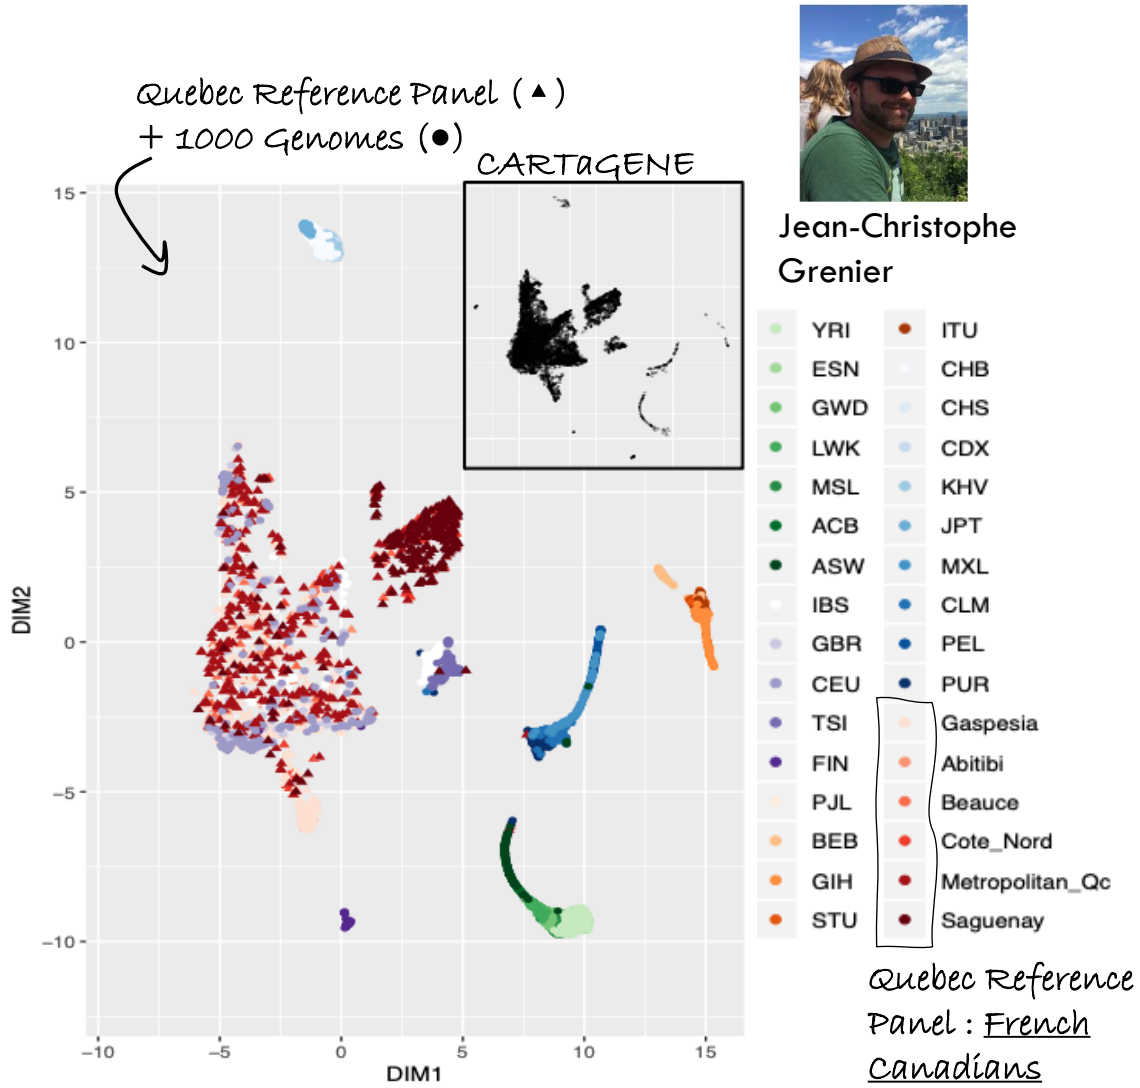 Quebec Reference Panel (▲)
+ 1000 Genomes (●)
CARTaGENE
Jean-Christophe
Grenier
15
10
5
0
−5
−10
DIM2
−10
−5
0
5
10
15
DIM1
YRI
ESN
GWD
LWK
MSL
ACB
ASW
IBS
GBR
CEU
TSI
FIN
PJL
BEB
GIH
STU
ITU
CHB
CHS
CDX
KHV
JPT
MXL
CLM
PEL
PUR
Gaspesia
Abitibi
Beauce
Cote_Nord
Metropolitan_Qc
Saguenay
Quebec Reference
Panel : French
Canadians